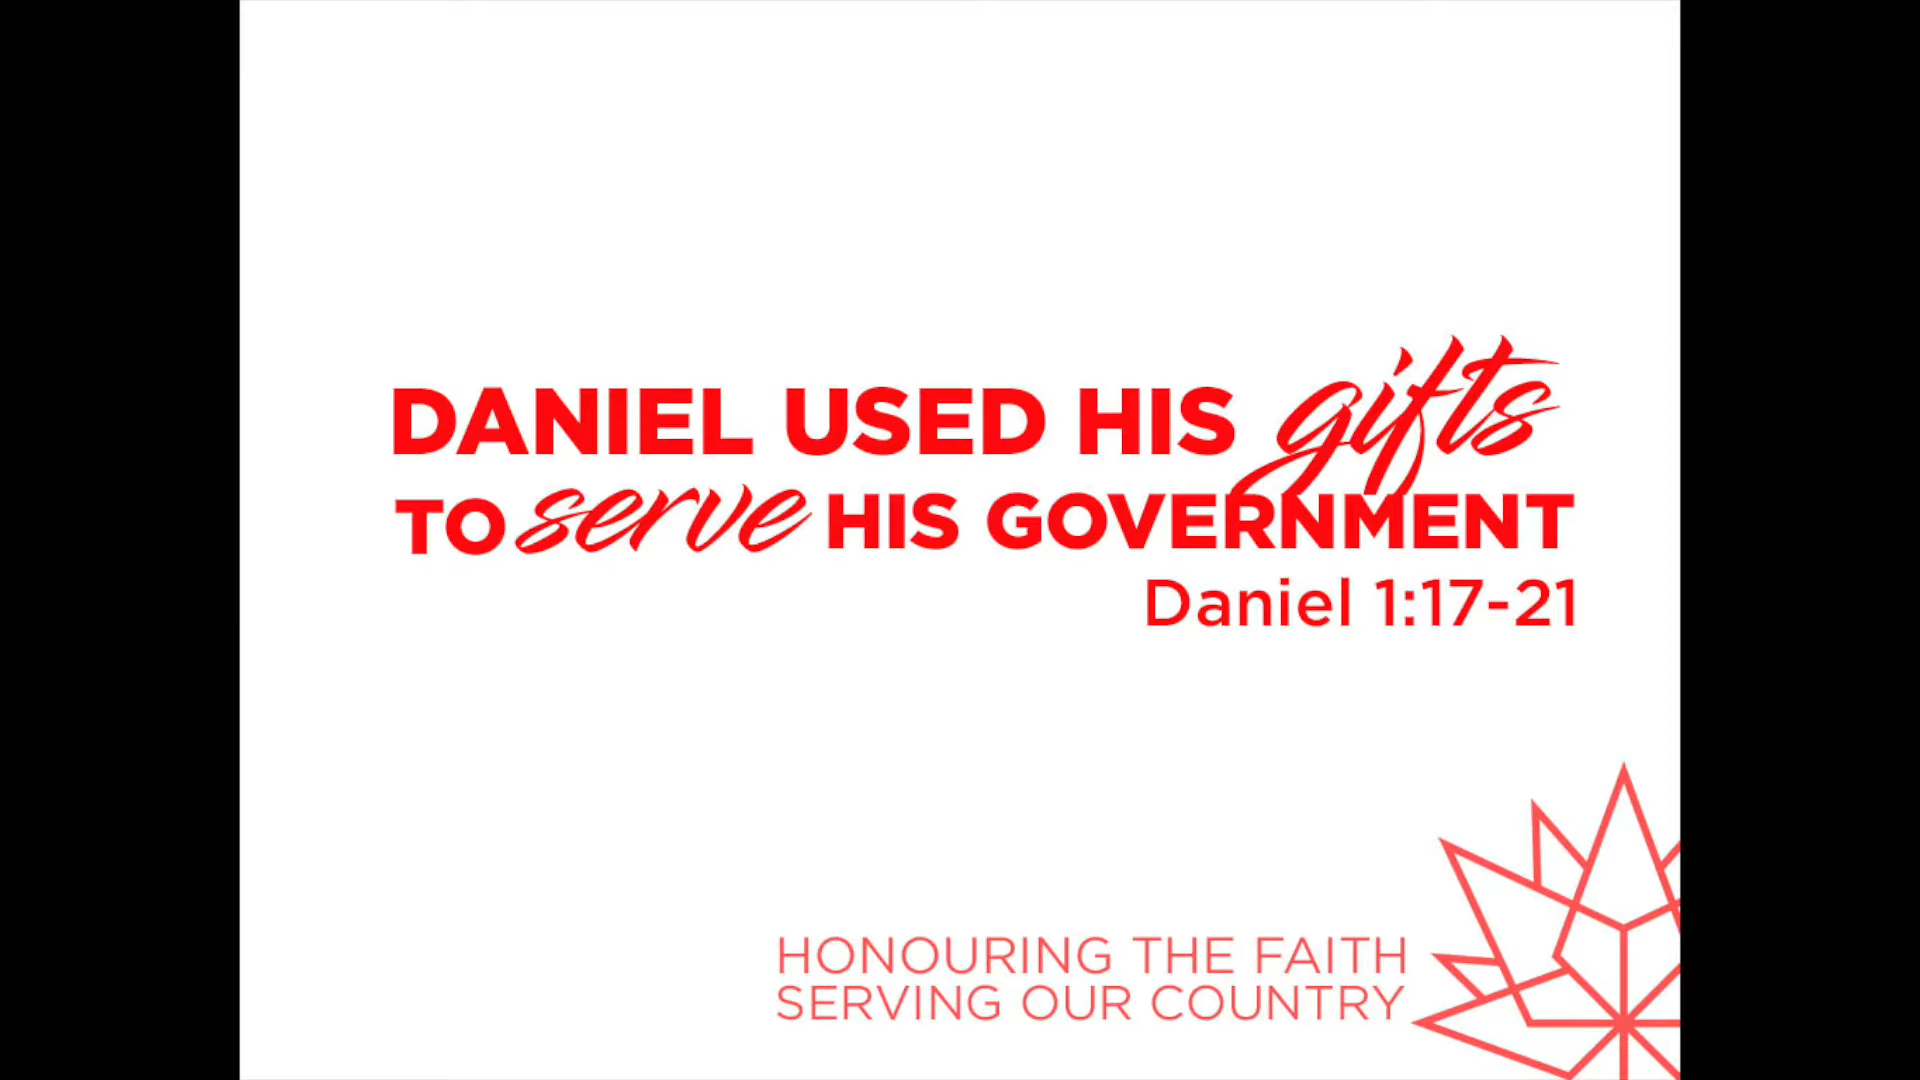 DANIEL USED HIS gifts
TO serve HIS GOVERNMENT
Daniel 1:17-21
HONOURING THE FAITH
SERVING OUR COUNTRY